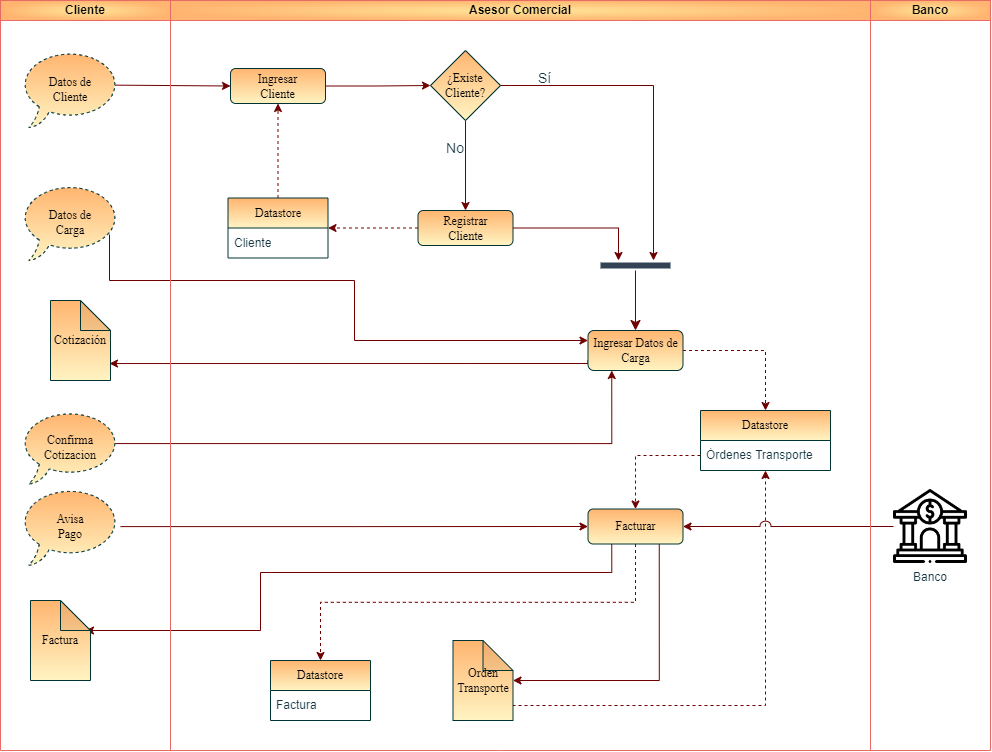 Cliente
Asesor Comercial
Banco
Datos de
Cliente
Ingresar
Cliente
¿Existe
Cliente?
Sí
No
Datos de
Carga
Datastore
Cliente
Registrar
Cliente
Cotización
Ingresar Datos de
Carga
Datastore
Órdenes Transporte
Confirma
Cotizacion
Avisa
Pago
Facturar
$
Banco
Factura
Datastore
Factura
Orden
Transporte